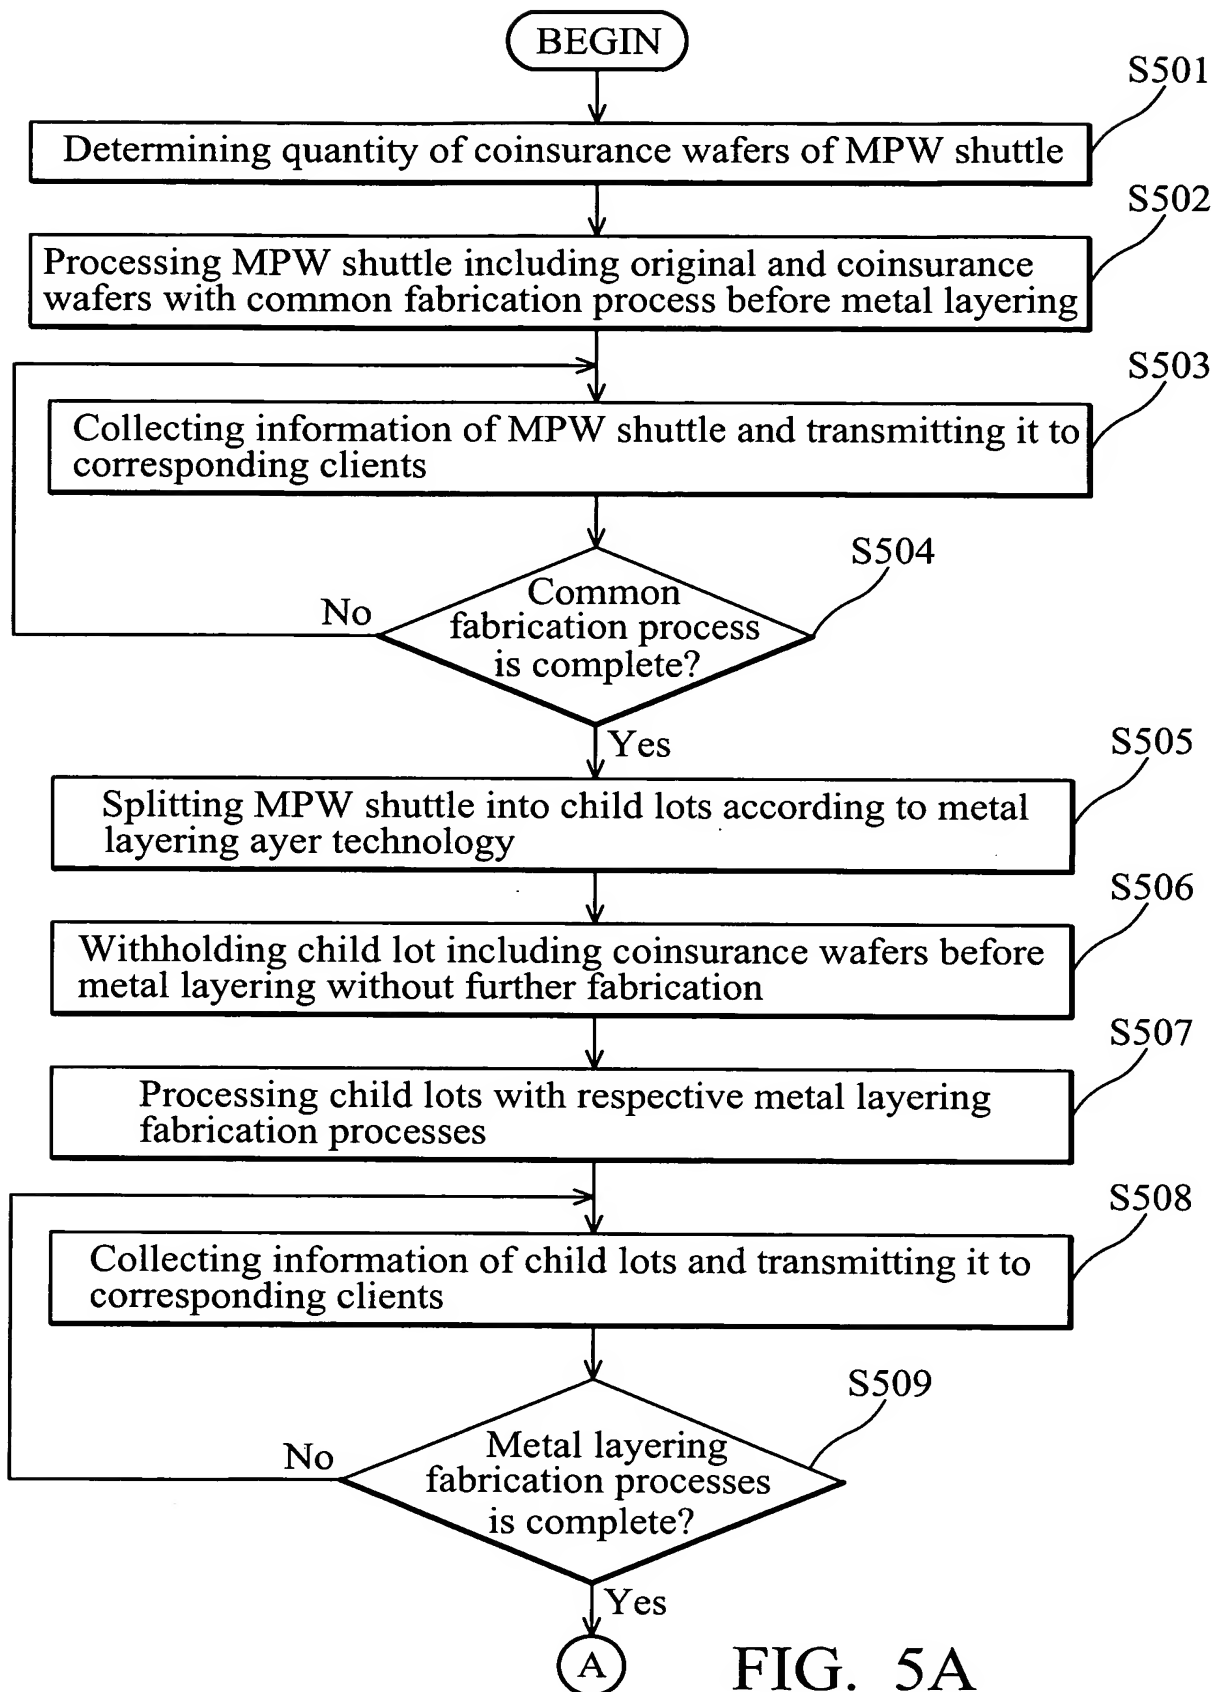 BEGIN
S501
Determining quantity of coinsurance wafers of MPW shuttle
S502
Processing MPW shuttle including original and coinsurance
wafers with common fabrication process before metal layering
S503
Collecting information of MPW shuttle and transmitting it to
corresponding clients
S504
Common
fabrication process
is complete?
No
Yes
S505
Splitting MPW shuttle into child lots according to metal
layering ayer technology
S506
Withholding child lot including coinsurance wafers before
metal layering without further fabrication
S507
Processing child lots with respective metal layering
fabrication processes
S508
Collecting information of child lots and transmitting it to
corresponding clients
S509
Metal layering
fabrication processes
is complete?
No
Yes
A
FIG. 5A